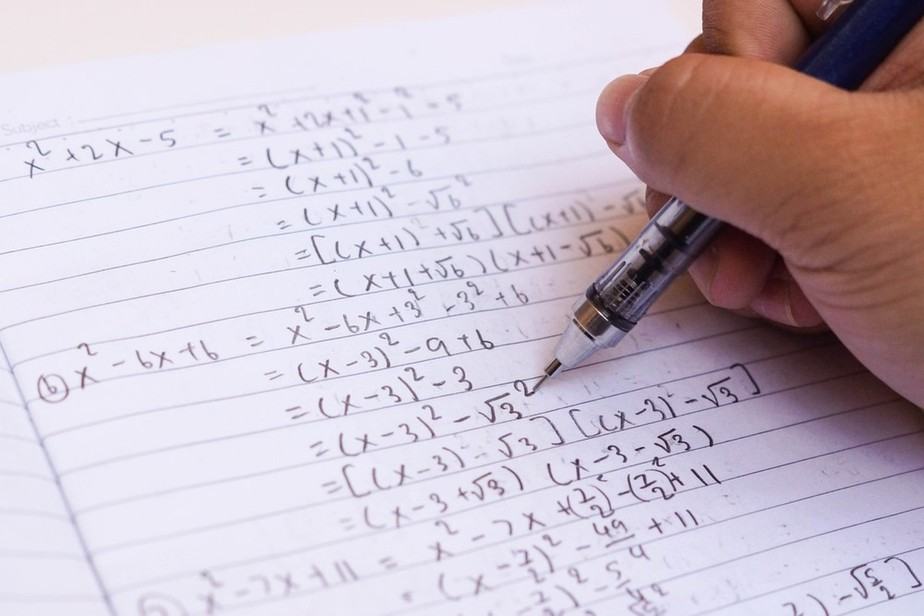 Subject :
x² + 2x - 5 = x² + 2x + 1² - 1² - 5
= (x+1)² - 1 - 5
= (x+1)² - 6
= (x+1)² - √6²
= [(x+1) + √6] [(x+1) - √6
= (x+1+√6) (x+1-√6)
(b) x² - 6x + 6 = x² - 6x + 3² - 3² + 6
= (x-3)² - 9 + 6
= (x-3)² - 3
= (x-3)² - √3²
= [(x-3) - √3] [(x-3) - √3]
= (x-3+√3) (x-3-√3)
x² - 7x + 11 = x² - 7x + (7/2)² - (7/2)² + 11
= (x - 7/2)² - 49/4 + 11